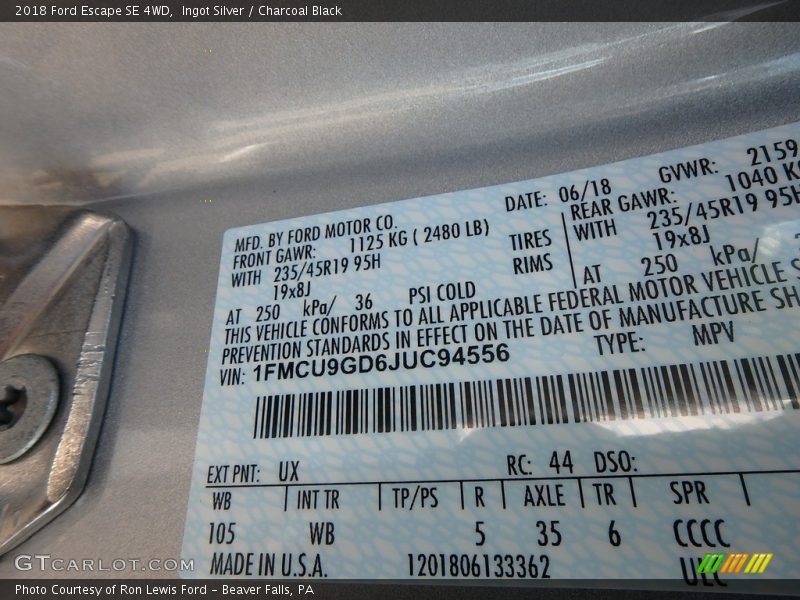 2018 Ford Escape SE 4WD, Ingot Silver / Charcoal Black
MFD. BY FORD MOTOR CO. DATE: 06/18 GVWR: 2159
FRONT GAWR: 1125 KG ( 2480 LB) REAR GAWR: 1040 KG
WITH 235/45R19 95H TIRES WITH 235/45R19 95H
19x8J RIMS 19x8J
AT 250 kPa/ 36 PSI COLD AT 250 kPa/
THIS VEHICLE CONFORMS TO ALL APPLICABLE FEDERAL MOTOR VEHICLE S
PREVENTION STANDARDS IN EFFECT ON THE DATE OF MANUFACTURE SH
VIN: 1FMCU9GD6JUC94556 TYPE: MPV
EXT PNT: UX RC: 44 DSO:
WB INT TR TP/PS R AXLE TR SPR
105 WB 5 35 6 CCCC
MADE IN U.S.A. 1201806133362
GTCARLOT.COM
Photo Courtesy of Ron Lewis Ford - Beaver Falls, PA